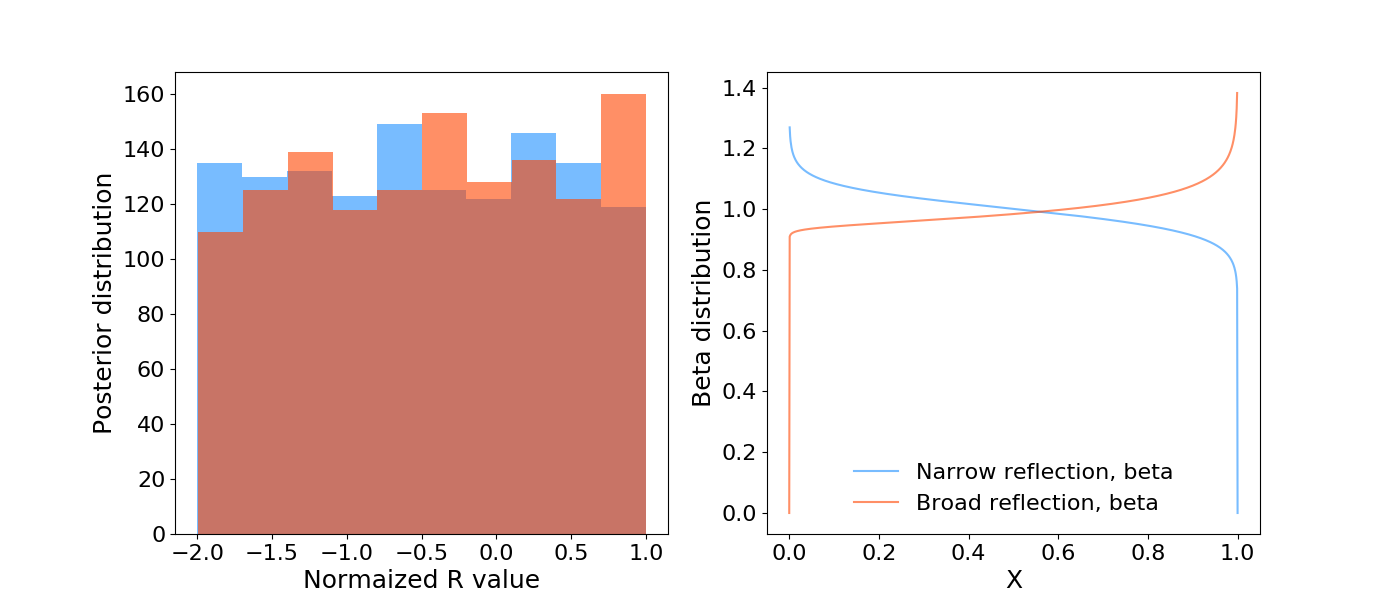 Posterior distribution
160
140
120
100
80
60
40
20
0
−2.0 −1.5 −1.0 −0.5 0.0 0.5 1.0
Normaized R value
Beta distribution
1.4
1.2
1.0
0.8
0.6
0.4
0.2
0.0
Narrow reflection, beta
Broad reflection, beta
0.0 0.2 0.4 0.6 0.8 1.0
X